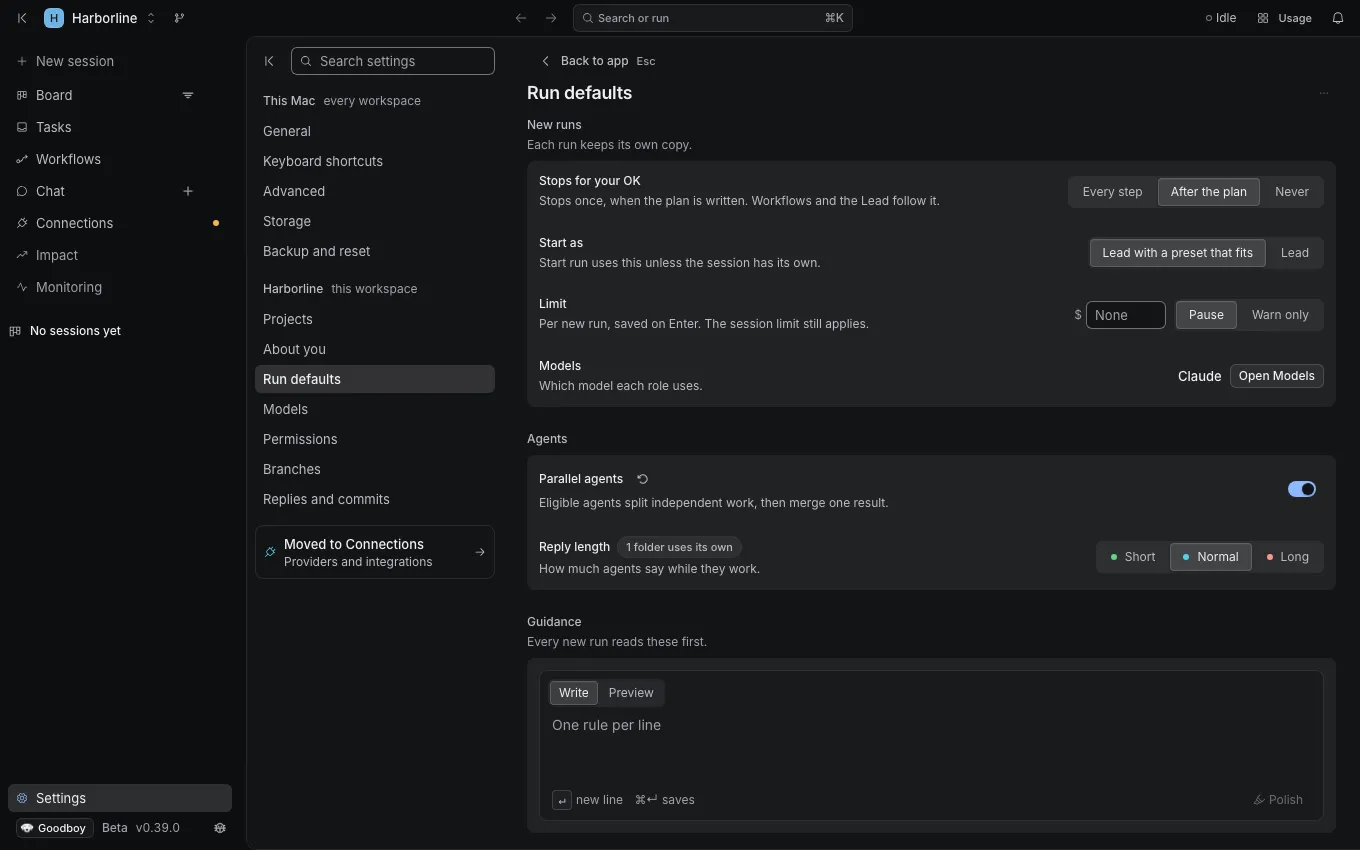 H Harborline
Search or run ⌘K
Idle
Usage
New session
Board
Tasks
Workflows
Chat
Connections
Impact
Monitoring
No sessions yet
Settings
Goodboy Beta v0.39.0
Search settings
This Mac every workspace
General
Keyboard shortcuts
Advanced
Storage
Backup and reset
Harborline this workspace
Projects
About you
Run defaults
Models
Permissions
Branches
Replies and commits
Moved to Connections
Providers and integrations
Back to app Esc
Run defaults
New runs
Each run keeps its own copy.
Stops for your OK
Stops once, when the plan is written. Workflows and the Lead follow it.
Every step After the plan Never
Start as
Start run uses this unless the session has its own.
Lead with a preset that fits Lead
Limit
Per new run, saved on Enter. The session limit still applies.
$ None Pause Warn only
Models
Which model each role uses.
Claude Open Models
Agents
Parallel agents
Eligible agents split independent work, then merge one result.
Reply length 1 folder uses its own
How much agents say while they work.
Short Normal Long
Guidance
Every new run reads these first.
Write Preview
One rule per line
↵ new line ⌘↵ saves
Polish